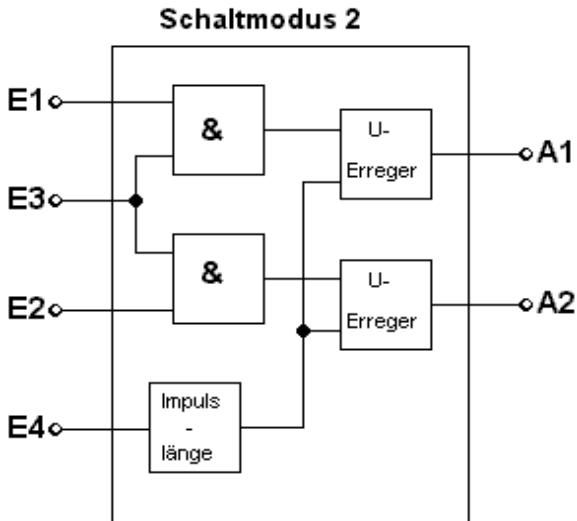 Schaltmodus 2
E1
&
U-
Erreger
A1
E3
&
U-
Erreger
A2
E2
E4
Impuls
-
länge